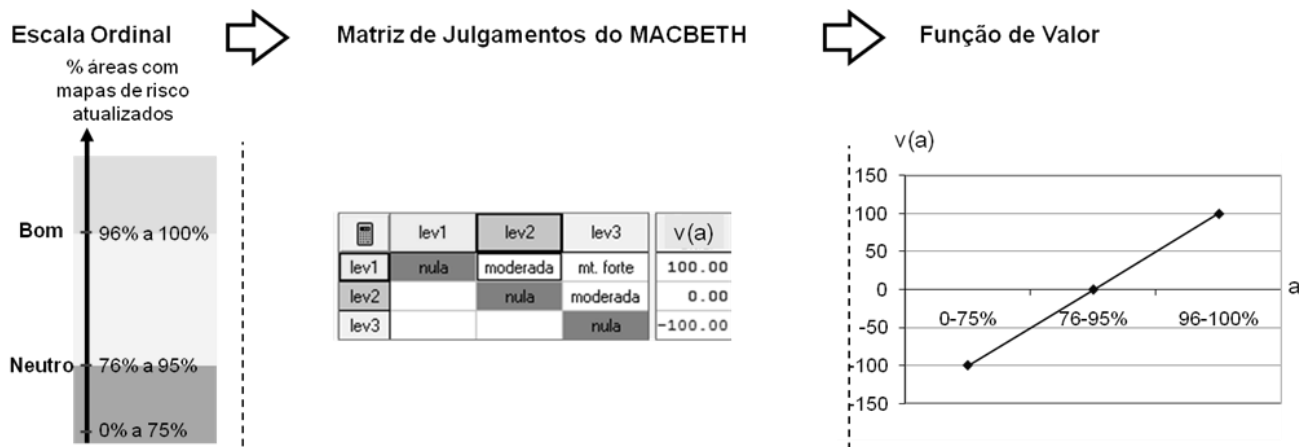 Escala Ordinal
% áreas com
mapas de risco
atualizados
Bom
96% a 100%
Neutro
76% a 95%
0% a 75%
Matriz de Julgamentos do MACBETH
lev1 lev2 lev3 v(a)
lev1 nula moderada mt. forte 100.00
lev2 nula moderada 0.00
lev3 nula -100.00
Função de Valor
v(a)
150
100
50
0
-50
-100
-150
0-75% 76-95% 96-100%
a